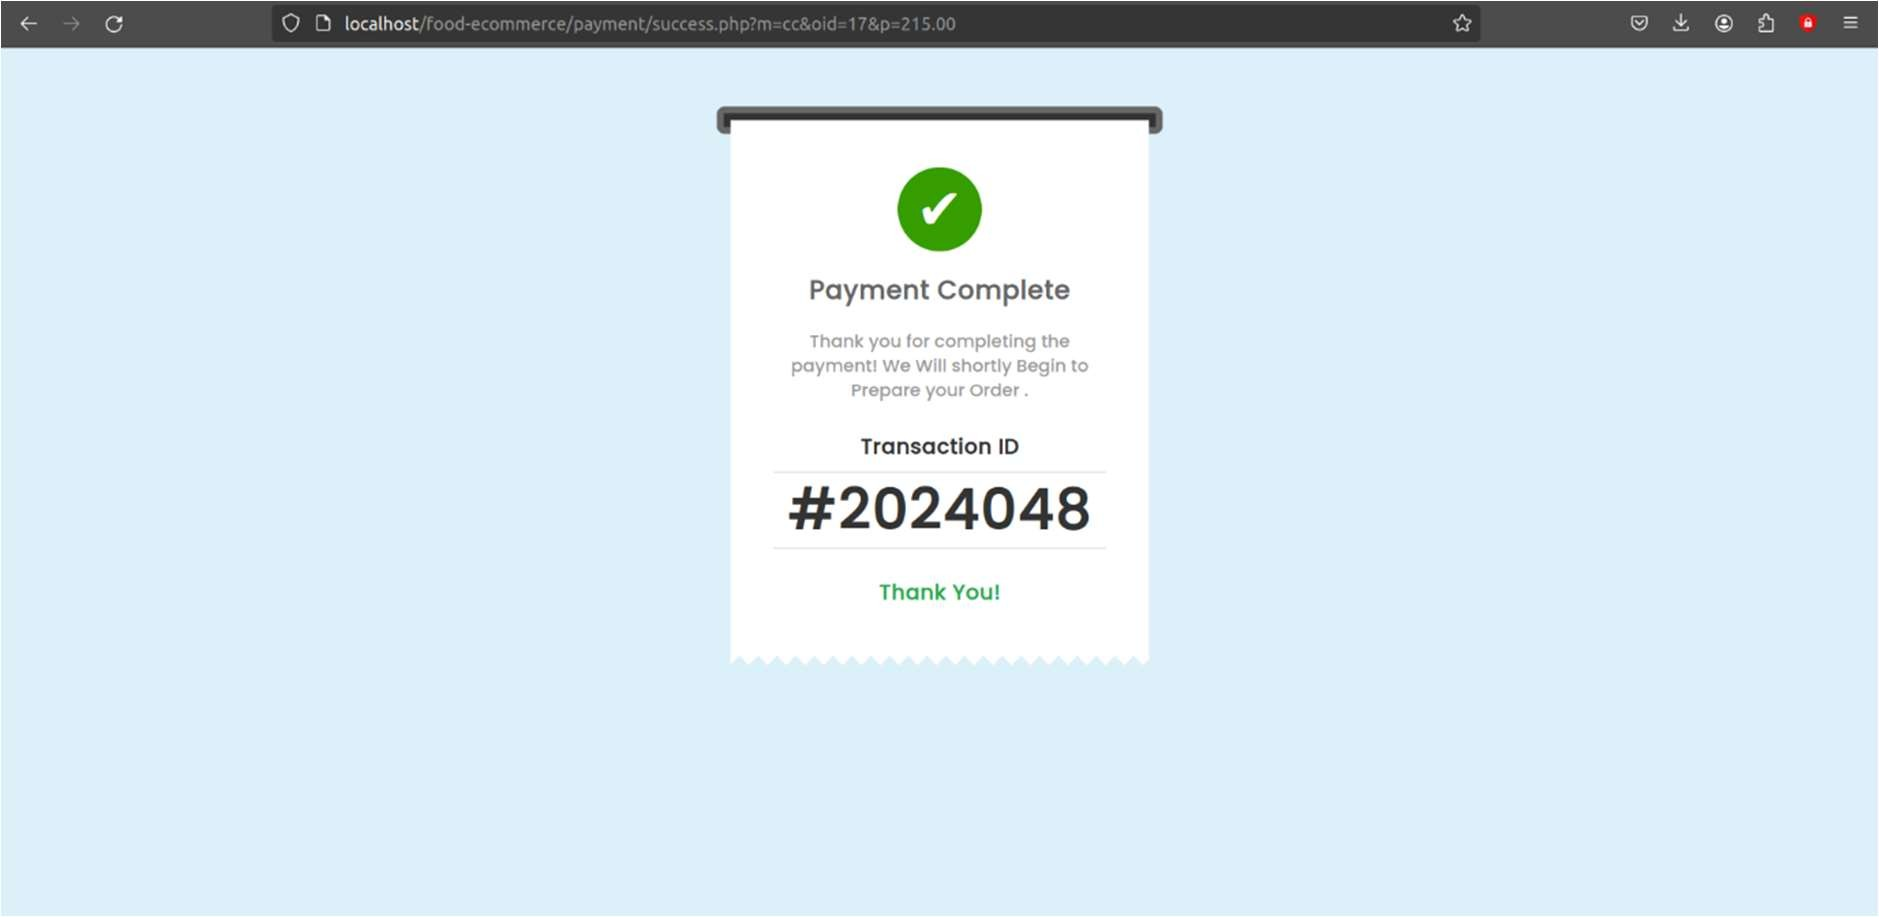 localhost/food-ecommerce/payment/success.php?m=cc&oid=17&p=215.00
✔
Payment Complete
Thank you for completing the
payment! We Will shortly Begin to
Prepare your Order .
Transaction ID
#2024048
Thank You!